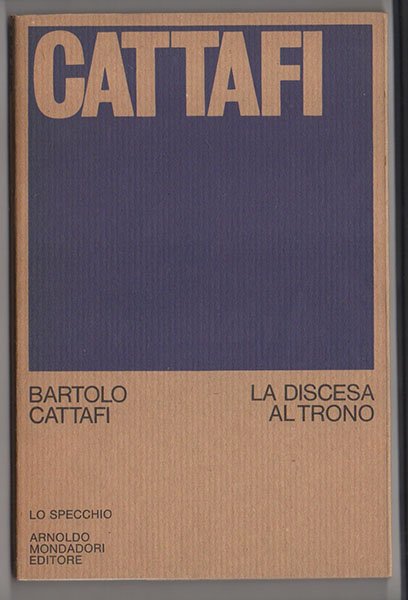 CATTAFI
BARTOLO
CATTAFI
LA DISCESA
AL TRONO
LO SPECCHIO
ARNOLDO
MONDADORI
EDITORE